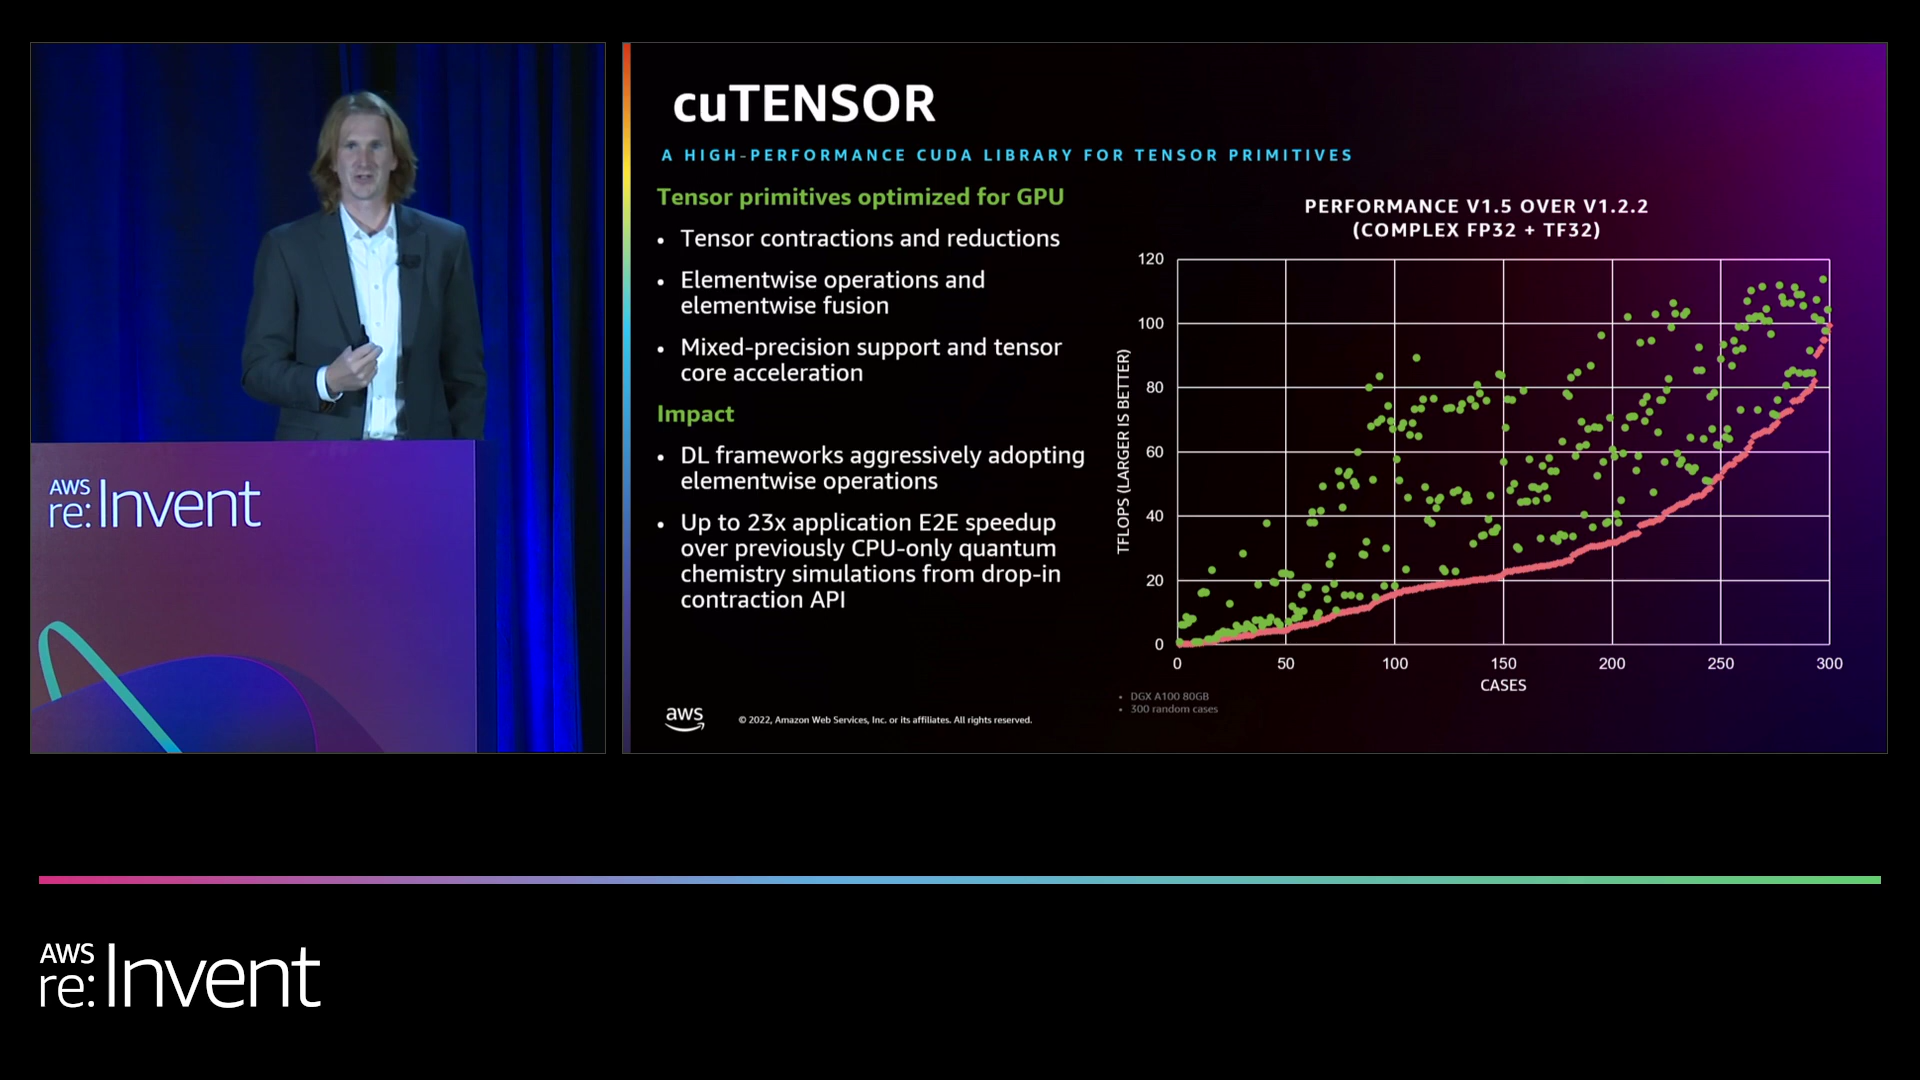 cuTENSOR
A HIGH-PERFORMANCE CUDA LIBRARY FOR TENSOR PRIMITIVES
Tensor primitives optimized for GPU
• Tensor contractions and reductions
• Elementwise operations and
elementwise fusion
• Mixed-precision support and tensor
core acceleration
Impact
• DL frameworks aggressively adopting
elementwise operations
• Up to 23x application E2E speedup
over previously CPU-only quantum
chemistry simulations from drop-in
contraction API
PERFORMANCE V1.5 OVER V1.2.2
(COMPLEX FP32 + TF32)
TFLOPS (LARGER IS BETTER)
120
100
80
60
40
20
0
0 50 100 150 200 250 300
CASES
• DGX A100 80GB
• 300 random cases
aws
© 2022, Amazon Web Services, Inc. or its affiliates. All rights reserved.
AWS
re:Invent
AWS
re:Invent